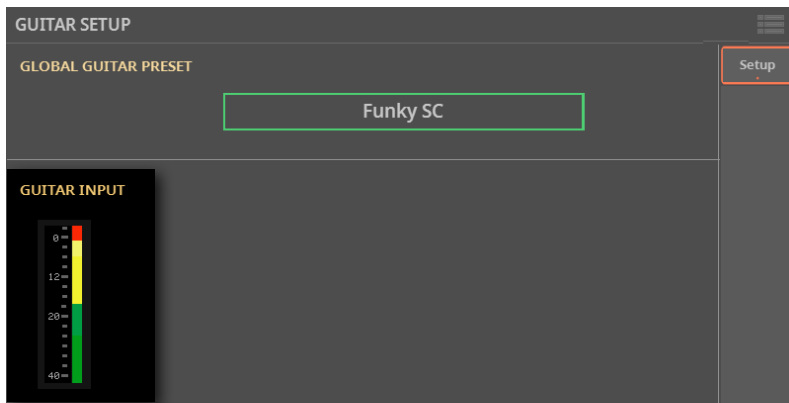 GUITAR SETUP
GLOBAL GUITAR PRESET
Setup
Funky SC
GUITAR INPUT
0
12
20
40